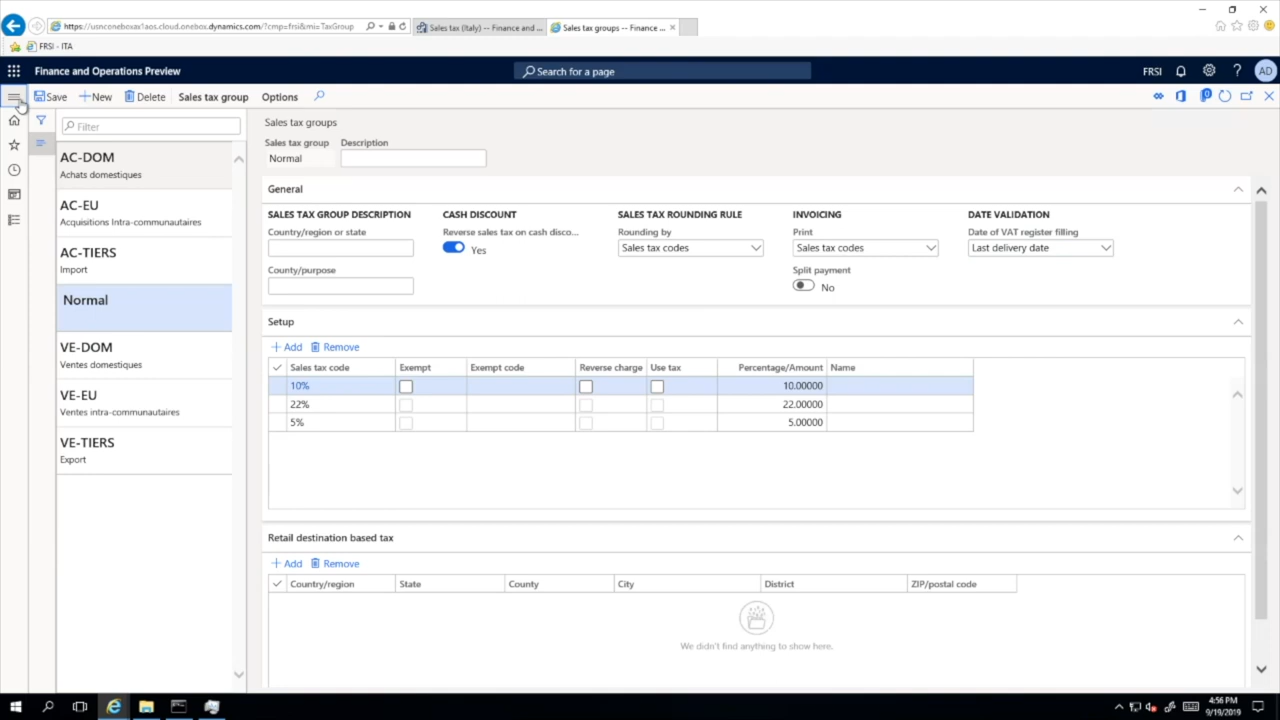 https://usnconeboxax1aos.cloud.onebox.dynamics.com/?cmp=frsi&mi=TaxGroup
Sales tax (Italy) -- Finance and ...
Sales tax groups -- Finance ...
FRSI - ITA
Finance and Operations Preview
Search for a page
FRSI
?
AD
Save
New
Delete
Sales tax group
Options
0
Filter
AC-DOM
Achats domestiques
AC-EU
Acquisitions Intra-communautaires
AC-TIERS
Import
Normal
VE-DOM
Ventes domestiques
VE-EU
Ventes intra-communautaires
VE-TIERS
Export
Sales tax groups
Sales tax group Description
Normal
General
SALES TAX GROUP DESCRIPTION
Country/region or state
County/purpose
CASH DISCOUNT
Reverse sales tax on cash disco...
Yes
SALES TAX ROUNDING RULE
Rounding by
Sales tax codes
INVOICING
Print
Sales tax codes
Split payment
No
DATE VALIDATION
Date of VAT register filling
Last delivery date
Setup
Add Remove
Sales tax code Exempt Exempt code Reverse charge Use tax Percentage/Amount Name
10% 10.00000
22% 22.00000
5% 5.00000
Retail destination based tax
Add Remove
Country/region State County City District ZIP/postal code
We didn't find anything to show here.
4:56 PM
9/19/2019